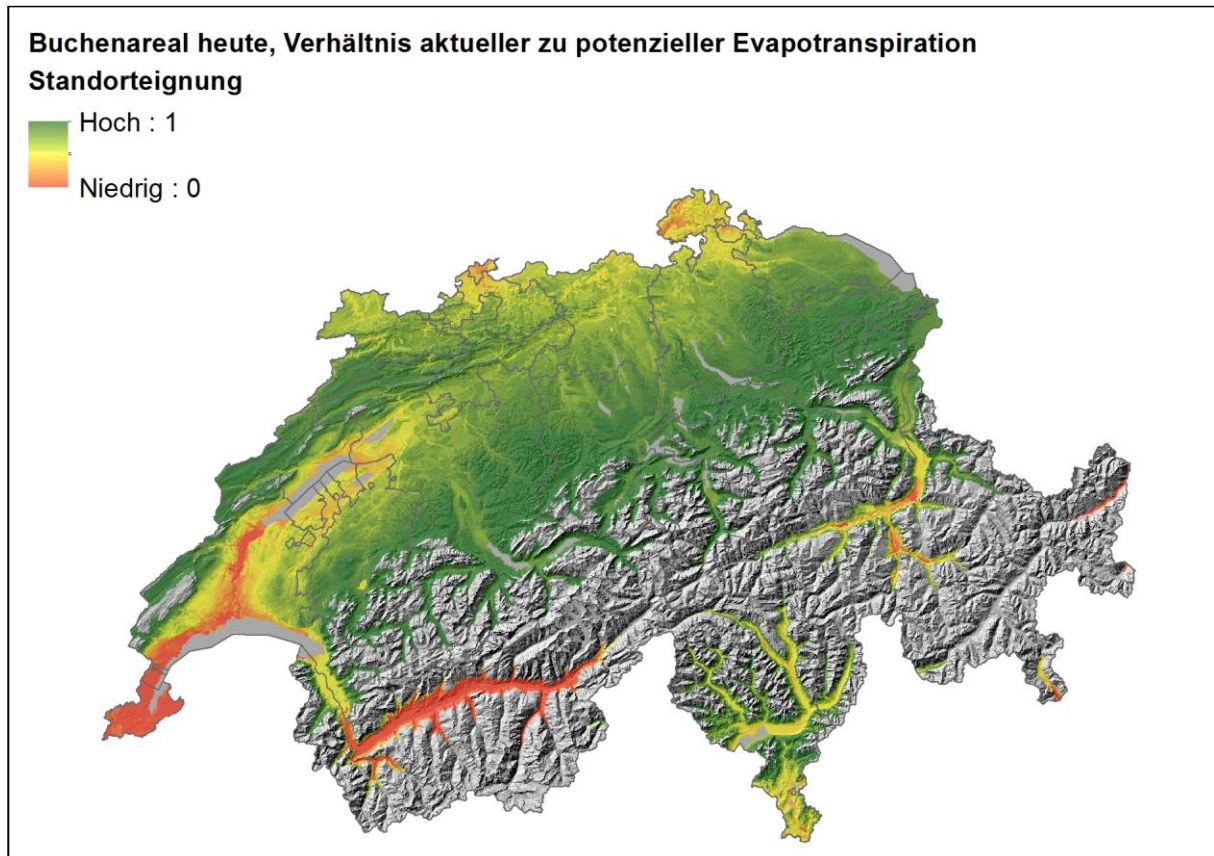 Buchenareal heute, Verhältnis aktueller zu potenzieller Evapotranspiration
Standorteignung
Hoch : 1
Niedrig : 0